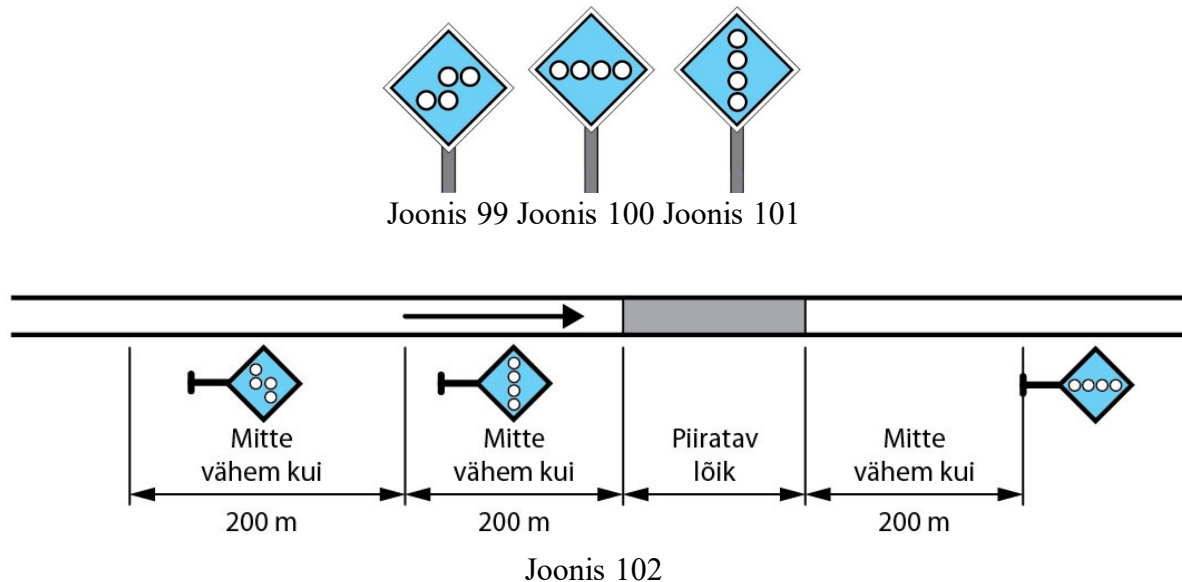 Joonis 99 Joonis 100 Joonis 101
Mitte Mitte Piiratav Mitte
vähem kui vähem kui lõik vähem kui
200 m 200 m 200 m
Joonis 102